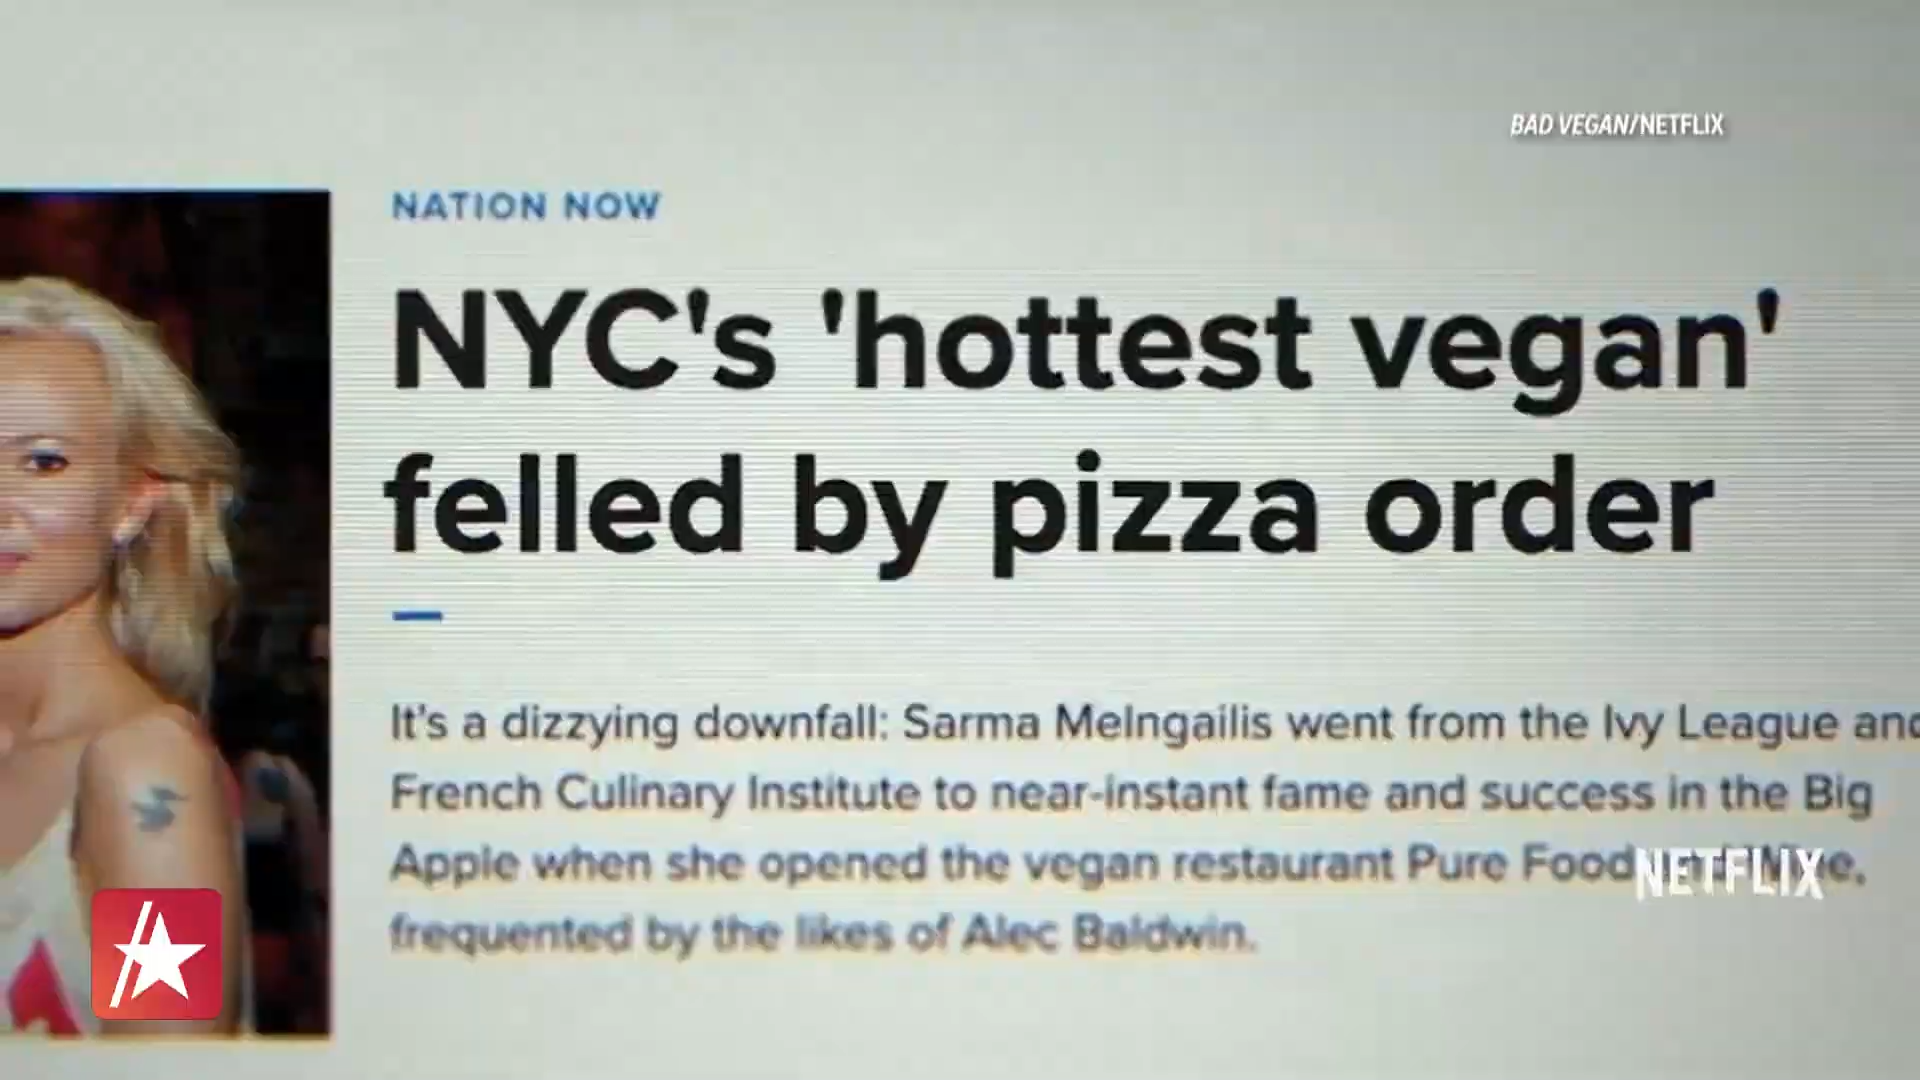 BAD VEGAN/NETFLIX
NATION NOW
NYC's 'hottest vegan'
felled by pizza order
It's a dizzying downfall: Sarma Melngailis went from the Ivy League and
French Culinary Institute to near-instant fame and success in the Big
Apple when she opened the vegan restaurant Pure Food
frequented by the likes of Alec Baldwin.
NETFLIX